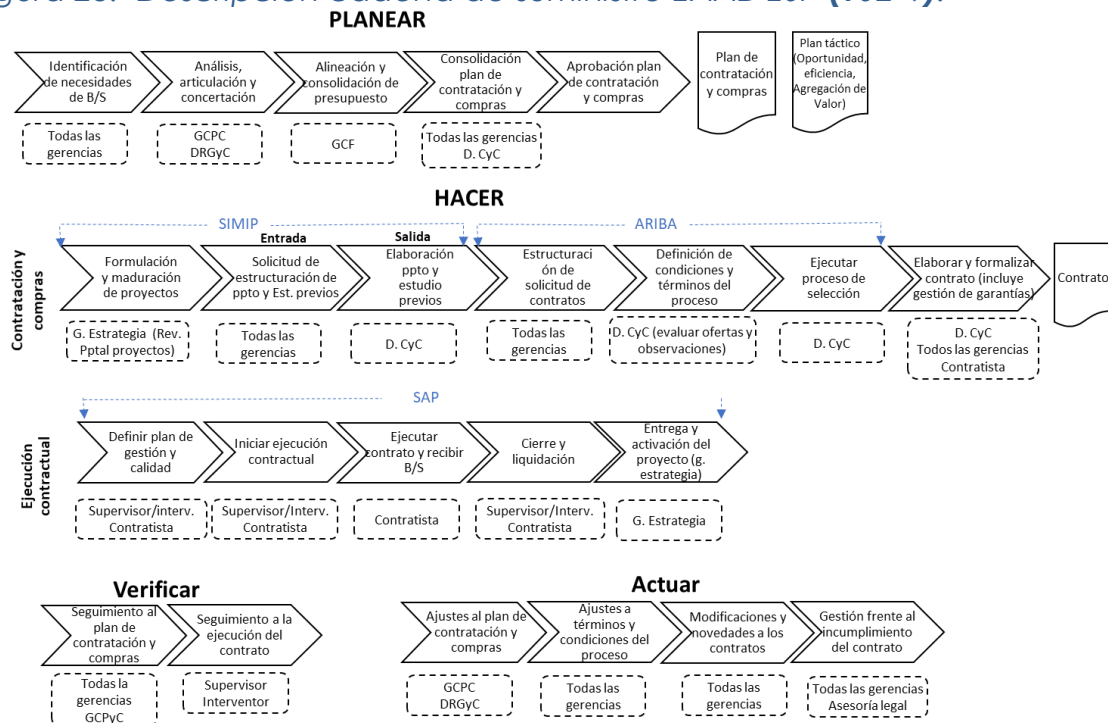 Descripción cadena de suministro EAAB ESP
PLANEAR
Identificación
de necesidades
de B/S
Análisis,
articulación y
concertación
Alineación y
consolidación de
presupuesto
Consolidación
plan de
contratación y
compras
Aprobación plan
de contratación
y compras
Plan de
contratación
y compras
Plan táctico
(Oportunidad,
eficiencia,
Agregación de
Valor)
Todas las
gerencias
GCPC
DRGyC
GCF
Todas las gerencias
D. CyC
HACER
SIMIP
ARIBA
Entrada
Salida
Contratación y
compras
Formulación
y maduración
de proyectos
Solicitud de
estructuración de
ppto y Est. previos
Elaboración
ppto y
estudio
previos
Estructuraci
ón de
solicitud de
contratos
Definición de
condiciones y
términos del
proceso
Ejecutar
proceso de
selección
Elaborar y formalizar
contrato (incluye
gestión de garantías)
Contrato
G. Estrategia (Rev.
Pptal proyectos)
Todas las
gerencias
D. CyC
Todas las
gerencias
D. CyC (evaluar ofertas y
observaciones)
D. CyC
D. CyC
Todos las gerencias
Contratista
SAP
Ejecución
contractual
Definir plan de
gestión y
calidad
Iniciar ejecución
contractual
Ejecutar
contrato y recibir
B/S
Cierre y
liquidación
Entrega y
activación del
proyecto (g.
estrategia)
Supervisor/interv.
Contratista
Supervisor/Interv.
Contratista
Contratista
Supervisor/Interv.
Contratista
G. Estrategia
Verificar
Seguimiento al
plan de
contratación y
compras
Seguimiento a la
ejecución del
contrato
Todas la
gerencias
GCPyC
Supervisor
Interventor
Actuar
Ajustes al plan de
contratación y
compras
Ajustes a
términos y
condiciones del
proceso
Modificaciones y
novedades a los
contratos
Gestión frente al
incumplimiento
del contrato
GCPC
DRGyC
Todas las
gerencias
Todas las
gerencias
Todas las gerencias
Asesoría legal